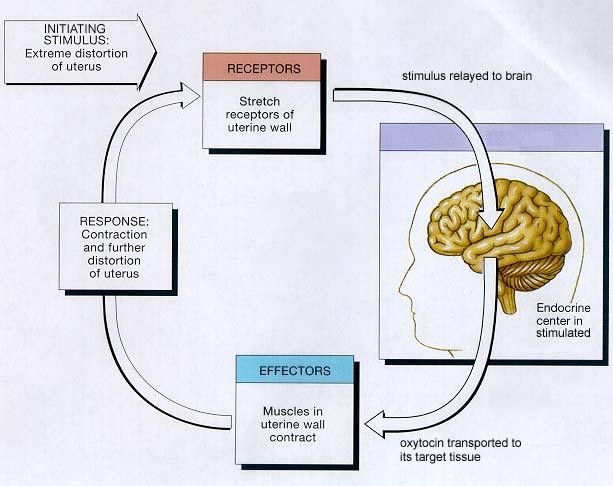 INITIATING
STIMULUS:
Extreme distortion
of uterus
RECEPTORS
Stretch
receptors of
uterine wall
stimulus relayed to brain
RESPONSE:
Contraction
and further
distortion
of uterus
Endocrine
center in
stimulated
EFFECTORS
Muscles in
uterine wall
contract
oxytocin transported to
its target tissue